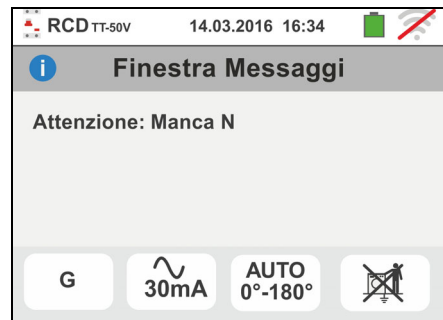 RCD TT-50V 14.03.2016 16:34
i Finestra Messaggi
Attenzione: Manca N
G 30mA AUTO 0°-180°